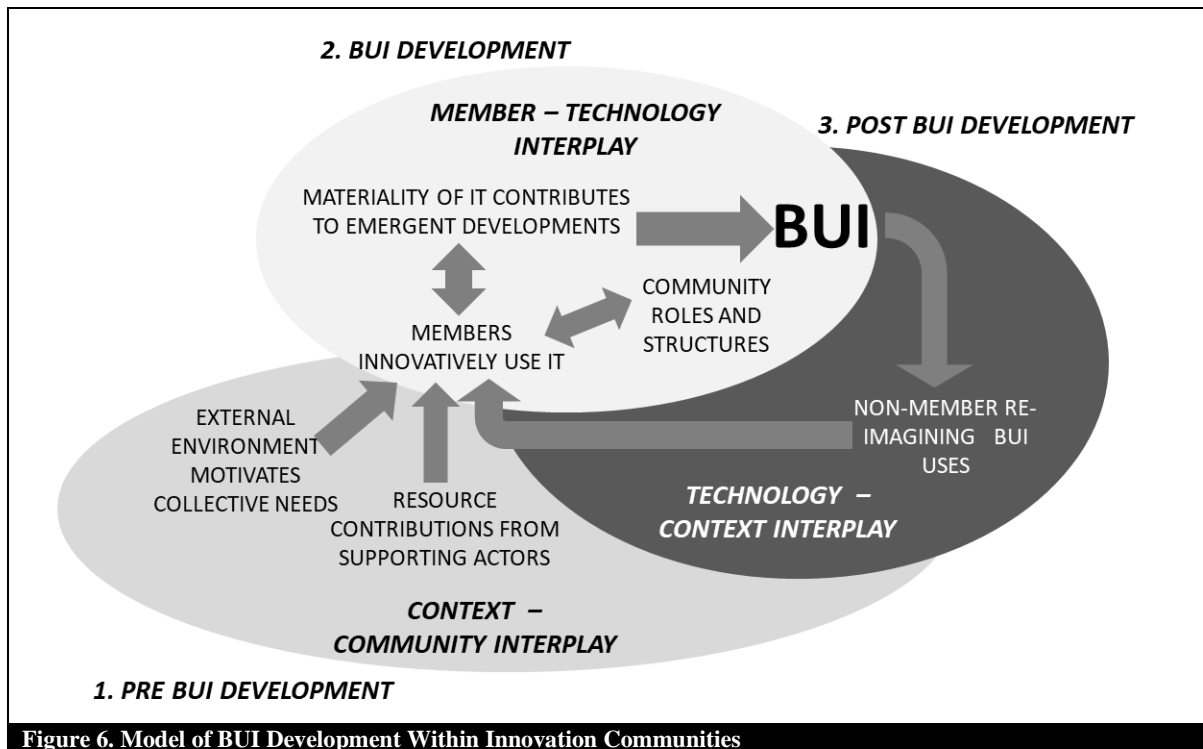 2. BUI DEVELOPMENT
MEMBER – TECHNOLOGY
INTERPLAY
3. POST BUI DEVELOPMENT
MATERIALITY OF IT CONTRIBUTES
TO EMERGENT DEVELOPMENTS
BUI
COMMUNITY
ROLES AND
STRUCTURES
MEMBERS
INNOVATIVELY USE IT
EXTERNAL
ENVIRONMENT
MOTIVATES
COLLECTIVE NEEDS
NON-MEMBER RE-
IMAGINING BUI
USES
RESOURCE
CONTRIBUTIONS FROM
SUPPORTING ACTORS
TECHNOLOGY –
CONTEXT INTERPLAY
CONTEXT –
COMMUNITY INTERPLAY
1. PRE BUI DEVELOPMENT
Figure 6. Model of BUI Development Within Innovation Communities